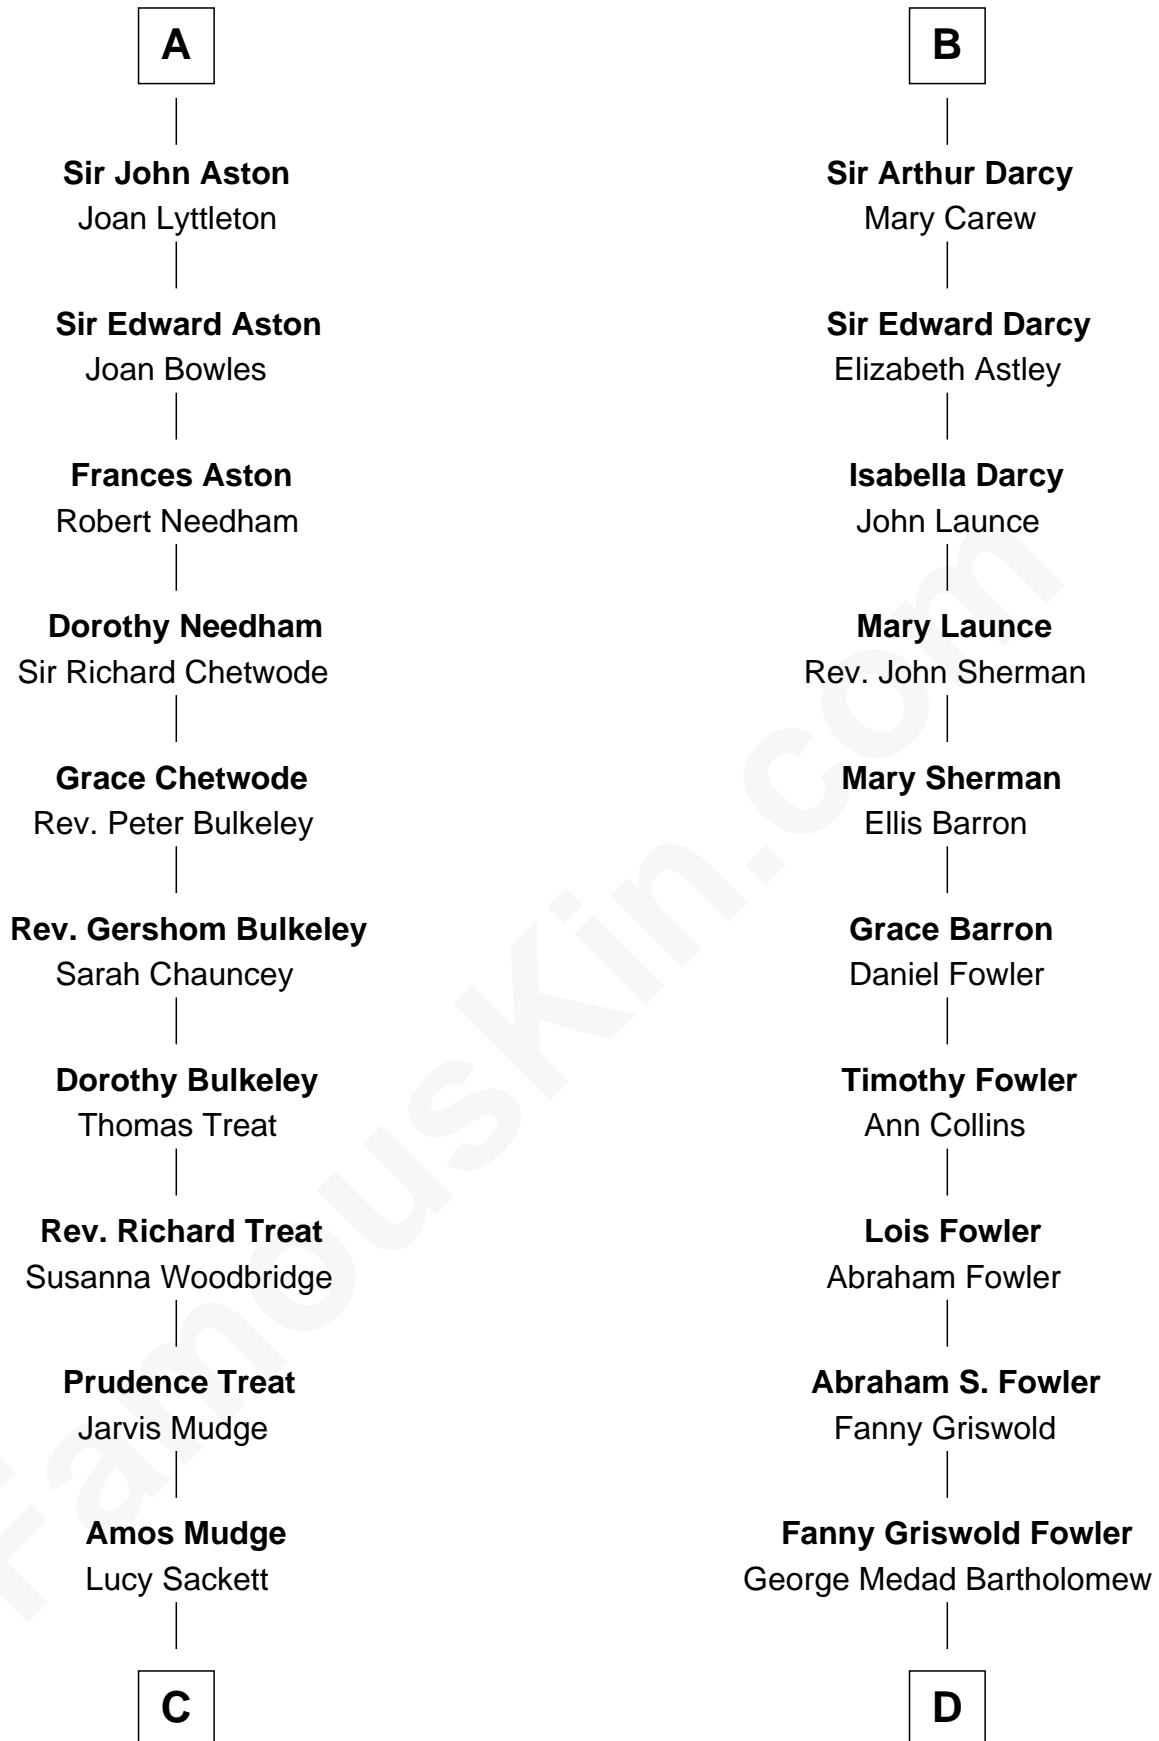 A
Sir John Aston
Joan Lyttleton
Sir Edward Aston
Joan Bowles
Frances Aston
Robert Needham
Dorothy Needham
Sir Richard Chetwode
Grace Chetwode
Rev. Peter Bulkeley
Rev. Gershom Bulkeley
Sarah Chauncey
Dorothy Bulkeley
Thomas Treat
Rev. Richard Treat
Susanna Woodbridge
Prudence Treat
Jarvis Mudge
Amos Mudge
Lucy Sackett
C
B
Sir Arthur Darcy
Mary Carew
Sir Edward Darcy
Elizabeth Astley
Isabella Darcy
John Launce
Mary Launce
Rev. John Sherman
Mary Sherman
Ellis Barron
Grace Barron
Daniel Fowler
Timothy Fowler
Ann Collins
Lois Fowler
Abraham Fowler
Abraham S. Fowler
Fanny Griswold
Fanny Griswold Fowler
George Medad Bartholomew
D
FamousKin.com